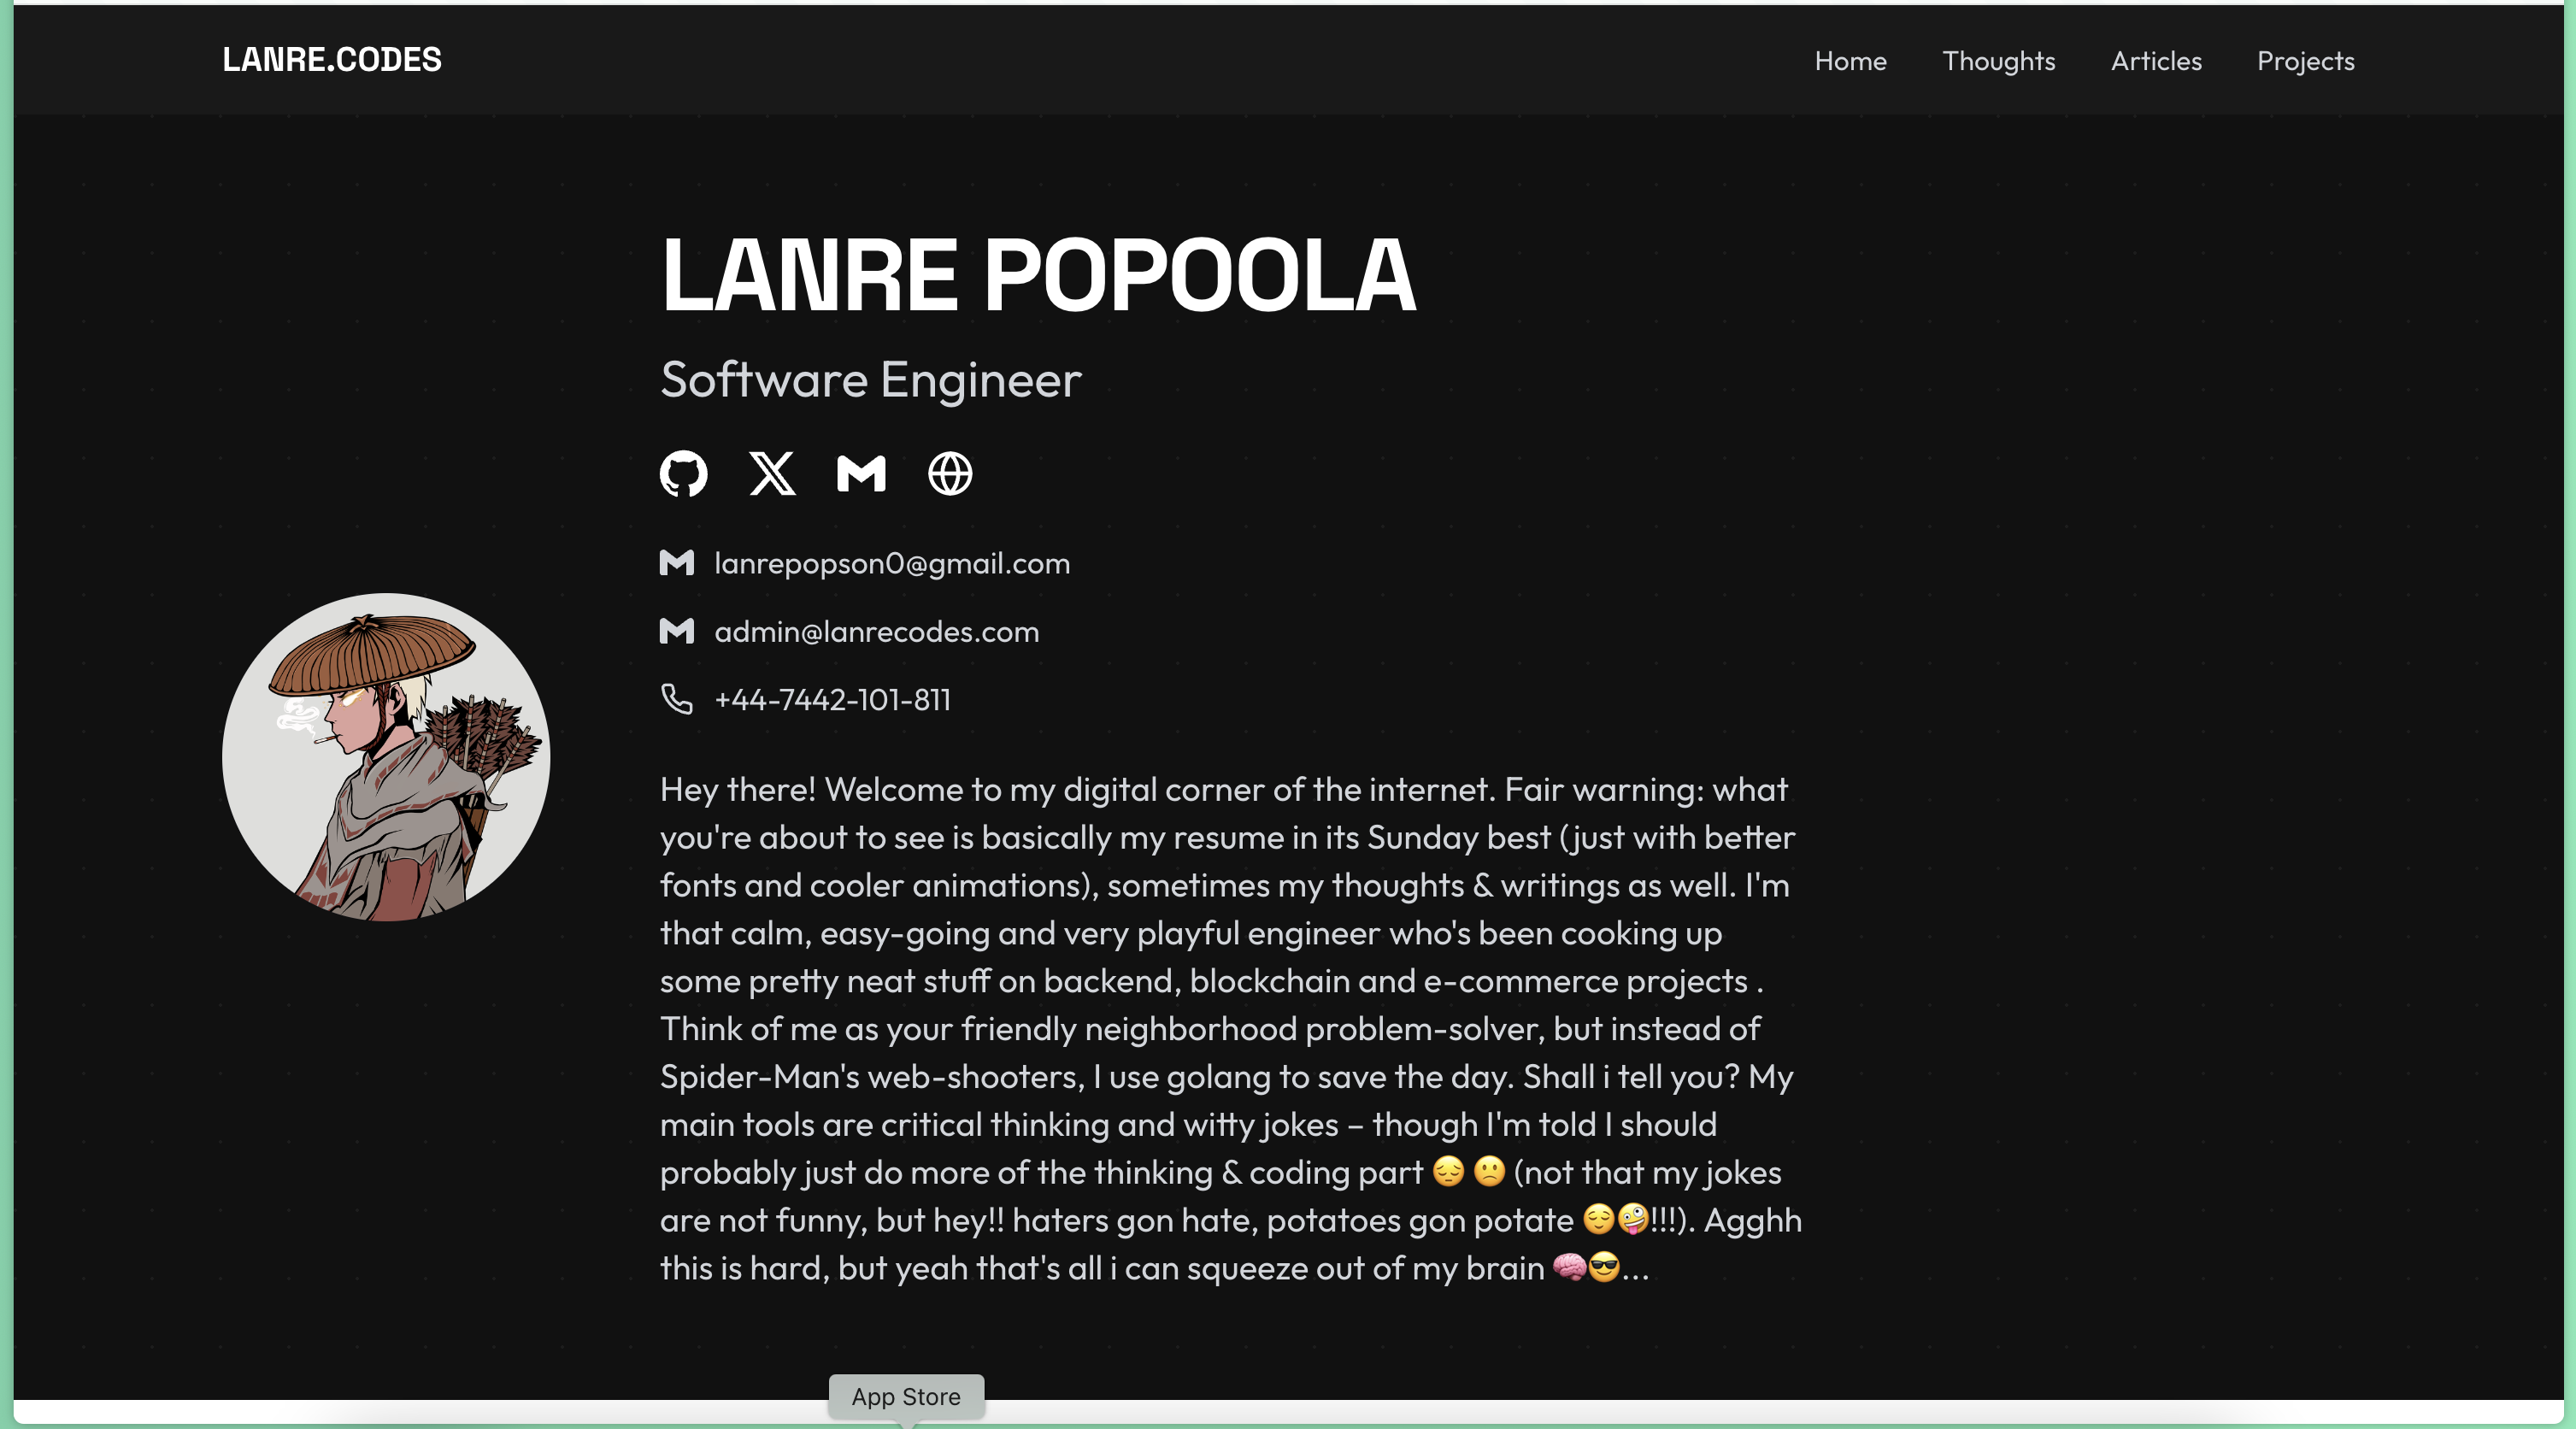 LANRE.CODES
Home Thoughts Articles Projects
LANRE POPOOLA
Software Engineer
lanrepopson0@gmail.com
admin@lanrecodes.com
+44-7442-101-811
Hey there! Welcome to my digital corner of the internet. Fair warning: what
you're about to see is basically my resume in its Sunday best (just with better
fonts and cooler animations), sometimes my thoughts & writings as well. I'm
that calm, easy-going and very playful engineer who's been cooking up
some pretty neat stuff on backend, blockchain and e-commerce projects .
Think of me as your friendly neighborhood problem-solver, but instead of
Spider-Man's web-shooters, I use golang to save the day. Shall i tell you? My
main tools are critical thinking and witty jokes – though I'm told I should
probably just do more of the thinking & coding part 😔 🙁 (not that my jokes
are not funny, but hey!! haters gon hate, potatoes gon potate 😌🤪!!!). Agghh
this is hard, but yeah that's all i can squeeze out of my brain 🧠😎...
App Store